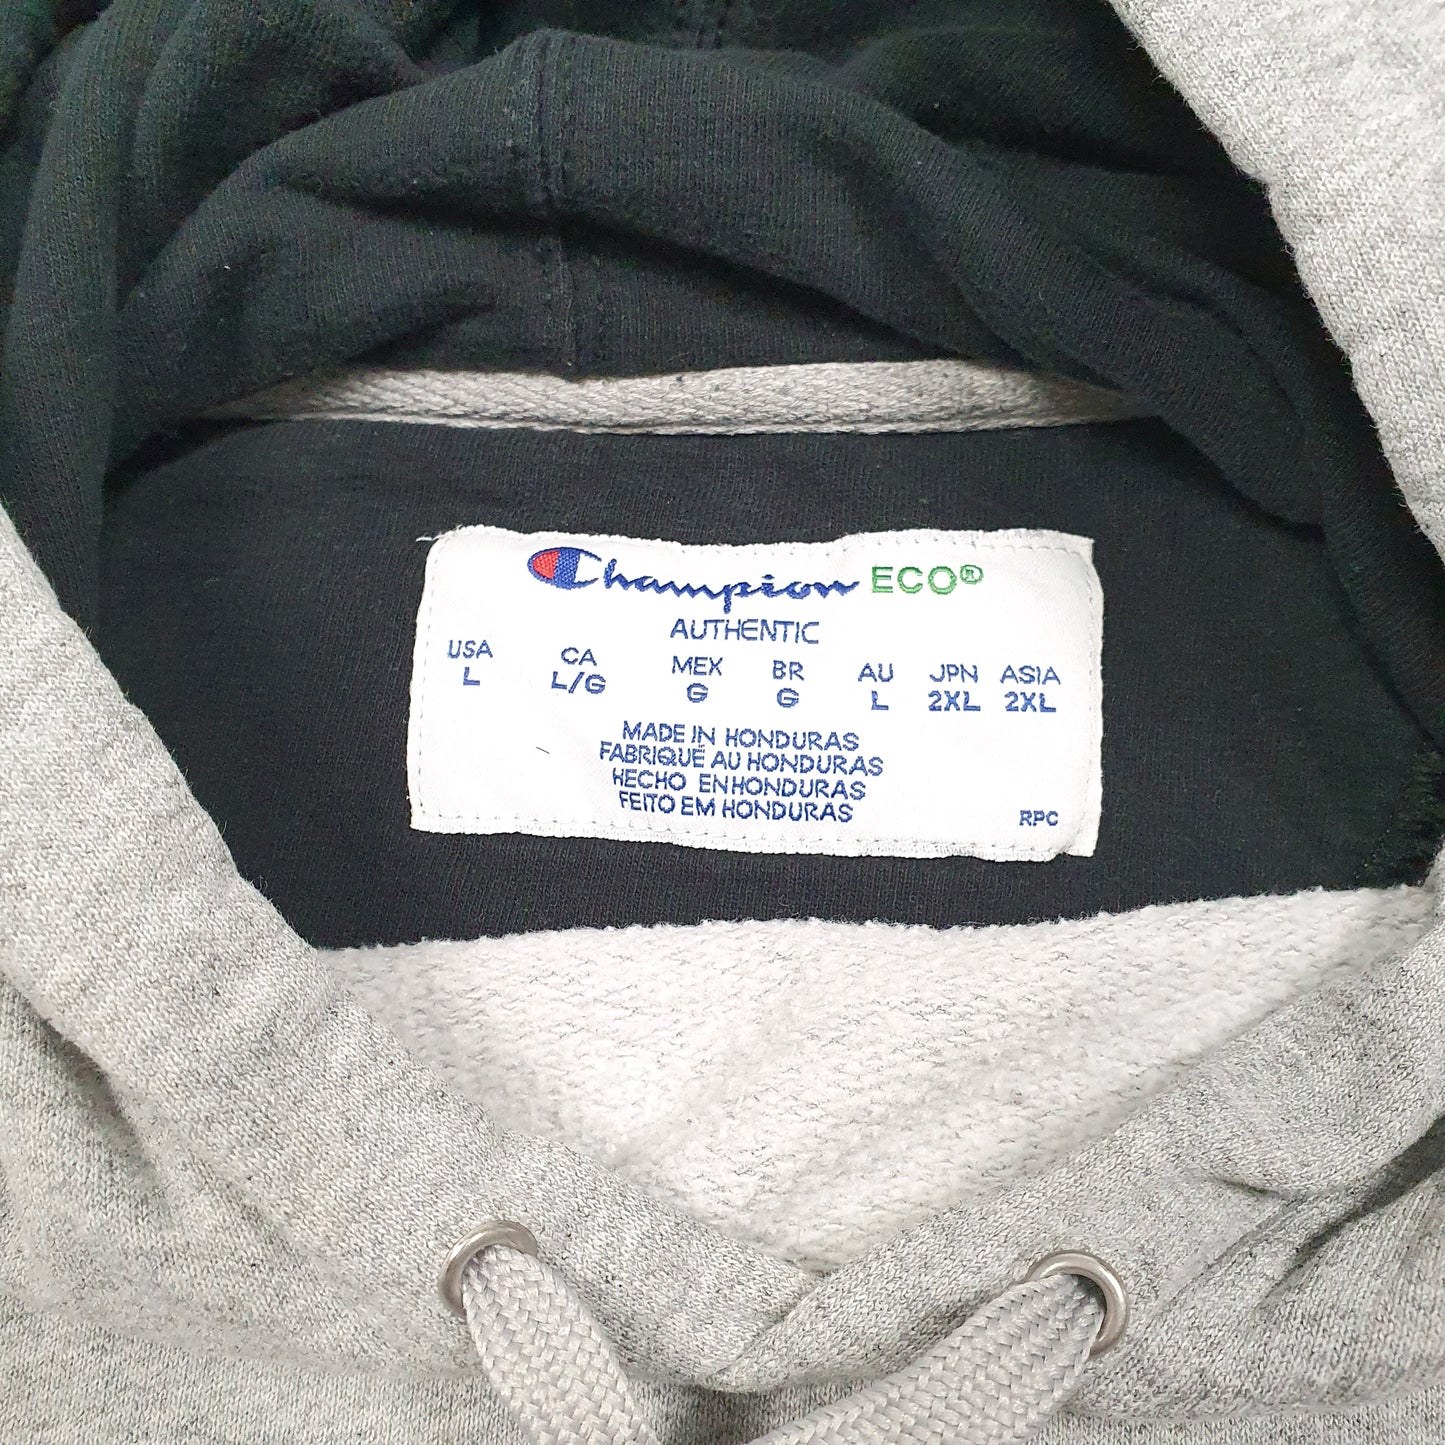 Champion ECO®
AUTHENTIC
USA CA MEX BR AU JPN ASIA
L L/G G G L 2XL 2XL
MADE IN HONDURAS
FABRIQUÉ AU HONDURAS
HECHO EN HONDURAS
FEITO EM HONDURAS
RPC